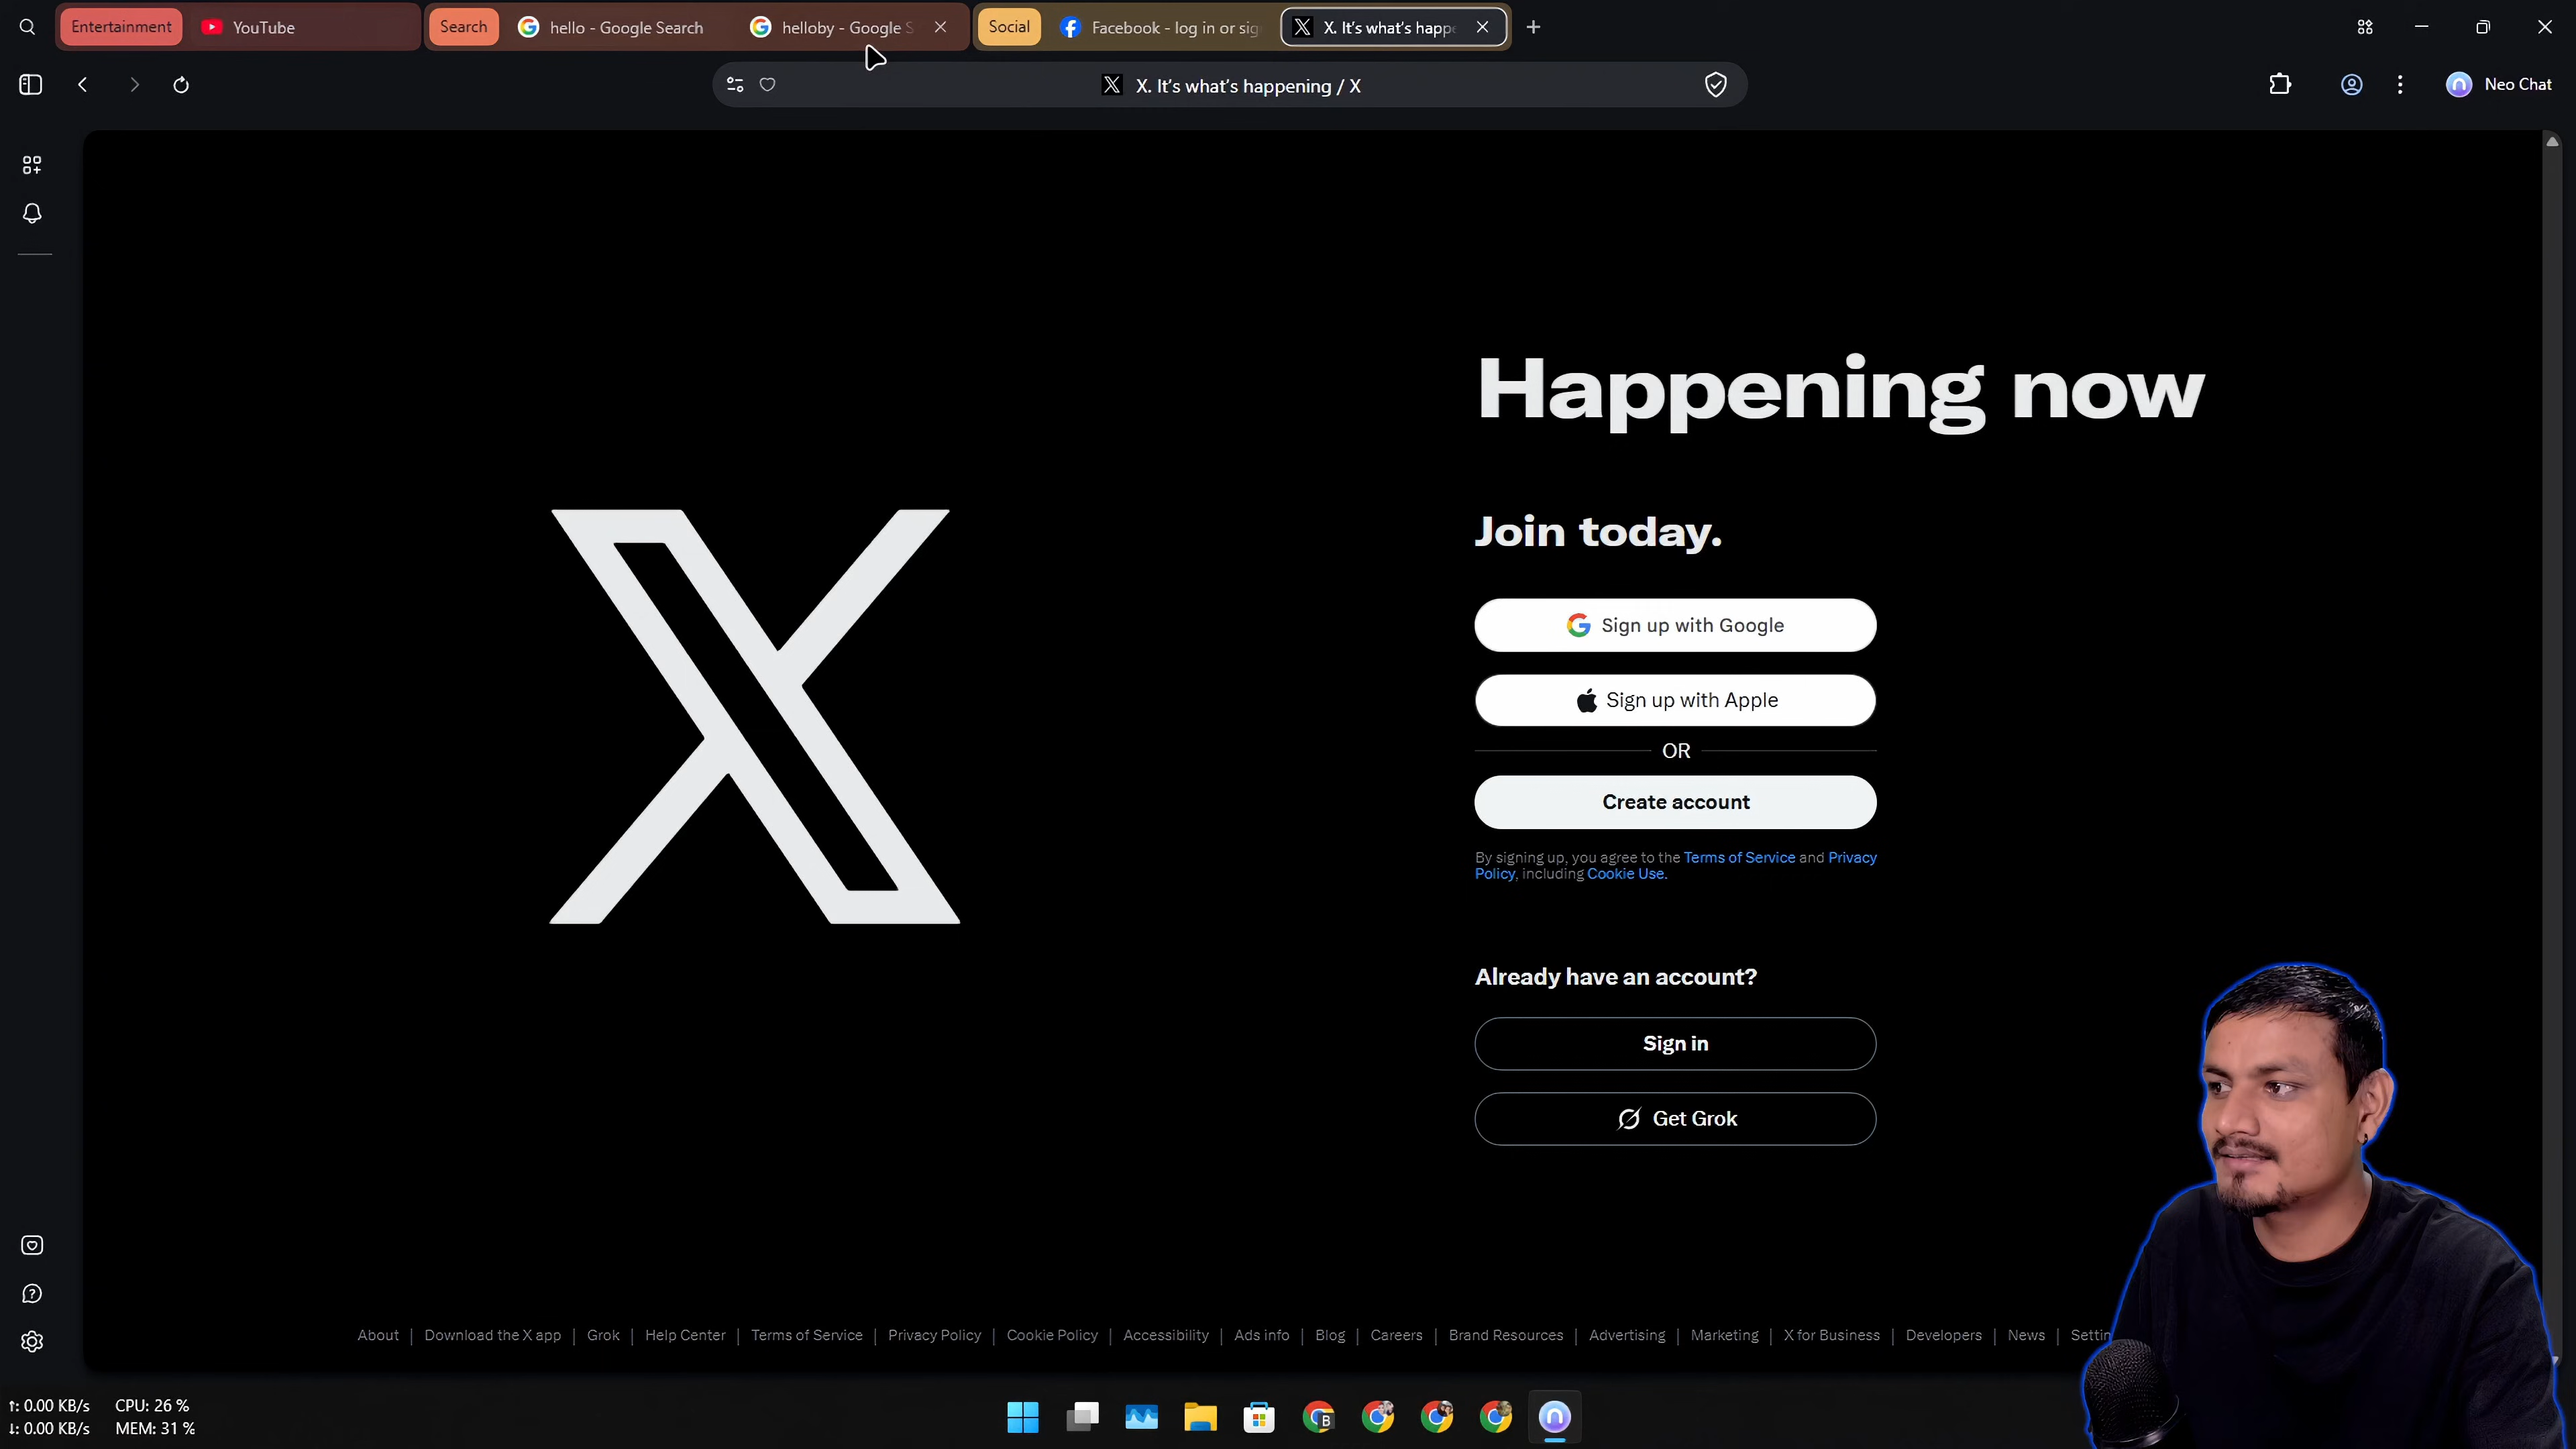 Entertainment
YouTube
Search
hello - Google Search
helloby - Google S
Social
Facebook - log in or sig
X. It's what's happe
X. It's what's happening / X
Neo Chat
Happening now
Join today.
Sign up with Google
Sign up with Apple
OR
Create account
By signing up, you agree to the Terms of Service and Privacy
Policy, including Cookie Use.
Already have an account?
Sign in
Get Grok
About | Download the X app | Grok | Help Center | Terms of Service | Privacy Policy | Cookie Policy | Accessibility | Ads info | Blog | Careers | Brand Resources | Advertising | Marketing | X for Business | Developers | News | Settin
↑: 0.00 KB/s CPU: 26 %
↓: 0.00 KB/s MEM: 31 %
B